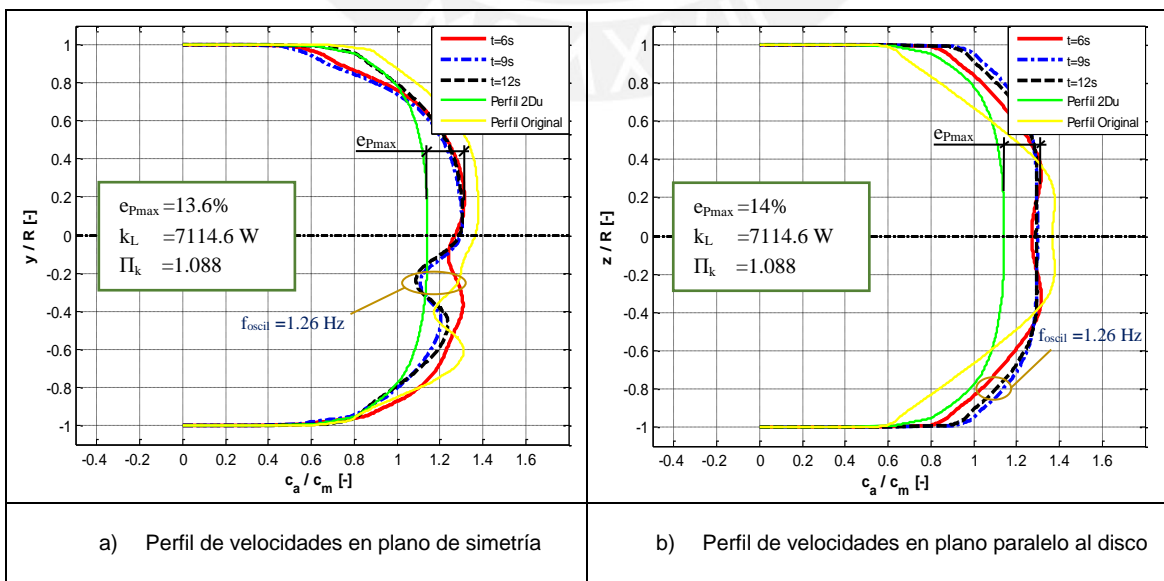 t=6s
t=9s
t=12s
Perfil 2Du
Perfil Original
e_Pmax
e_Pmax =13.6%
k_L =7114.6 W
Π_k =1.088
f_oscil =1.26 Hz
1
0.8
0.6
0.4
0.2
0
-0.2
-0.4
-0.6
-0.8
-1
y / R [-]
-0.4 -0.2 0 0.2 0.4 0.6 0.8 1 1.2 1.4 1.6
c_a / c_m [-]
a) Perfil de velocidades en plano de simetría
t=6s
t=9s
t=12s
Perfil 2Du
Perfil Original
e_Pmax
e_Pmax =14%
k_L =7114.6 W
Π_k =1.088
f_oscil =1.26 Hz
1
0.8
0.6
0.4
0.2
0
-0.2
-0.4
-0.6
-0.8
-1
z / R [-]
-0.4 -0.2 0 0.2 0.4 0.6 0.8 1 1.2 1.4 1.6
c_a / c_m [-]
b) Perfil de velocidades en plano paralelo al disco